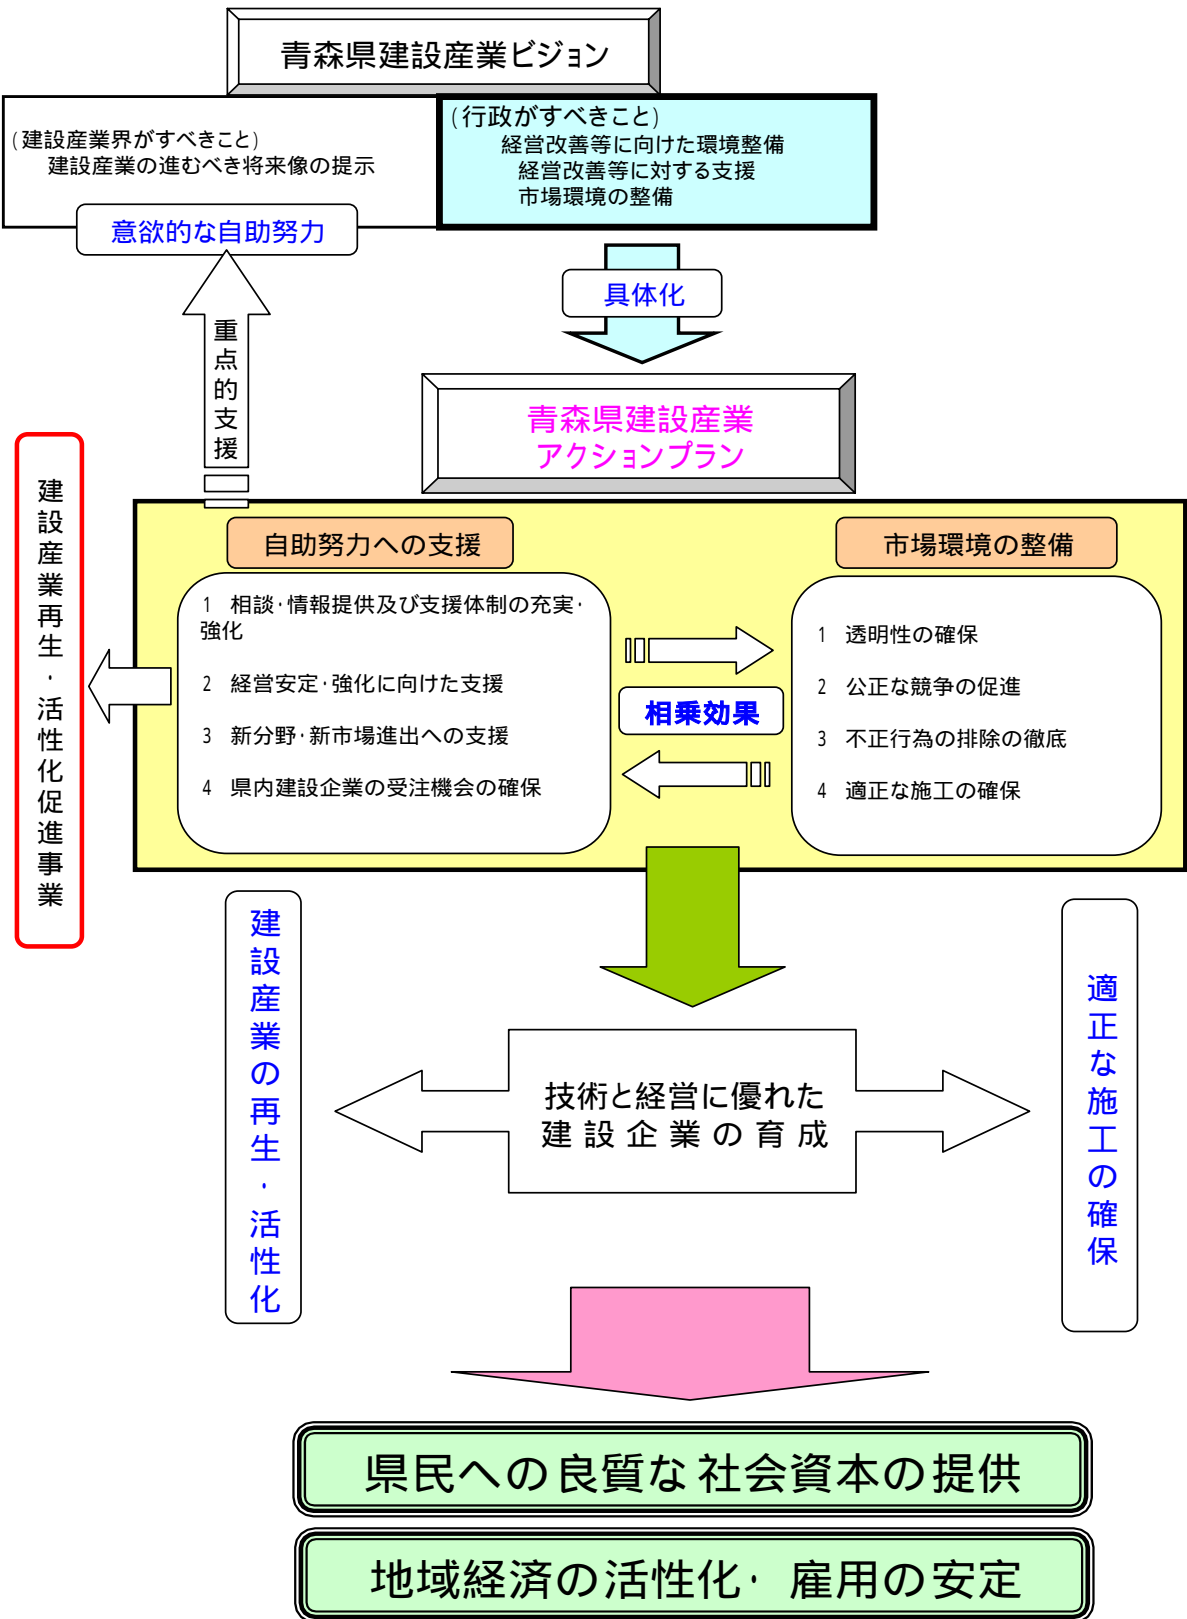 青森県建設産業ビジョン
(建設産業界がすべきこと)
建設産業の進むべき将来像の提示
意欲的な自助努力
(行政がすべきこと)
経営改善等に向けた環境整備
経営改善等に対する支援
市場環境の整備
具体化
重点的支援
青森県建設産業
アクションプラン
建設産業再生・活性化促進事業
自助努力への支援
1 相談・情報提供及び支援体制の充実・
強化
2 経営安定・強化に向けた支援
3 新分野・新市場進出への支援
4 県内建設企業の受注機会の確保
相乗効果
市場環境の整備
1 透明性の確保
2 公正な競争の促進
3 不正行為の排除の徹底
4 適正な施工の確保
建設産業の再生・活性化
技術と経営に優れた
建設企業の育成
適正な施工の確保
県民への良質な社会資本の提供
地域経済の活性化・雇用の安定